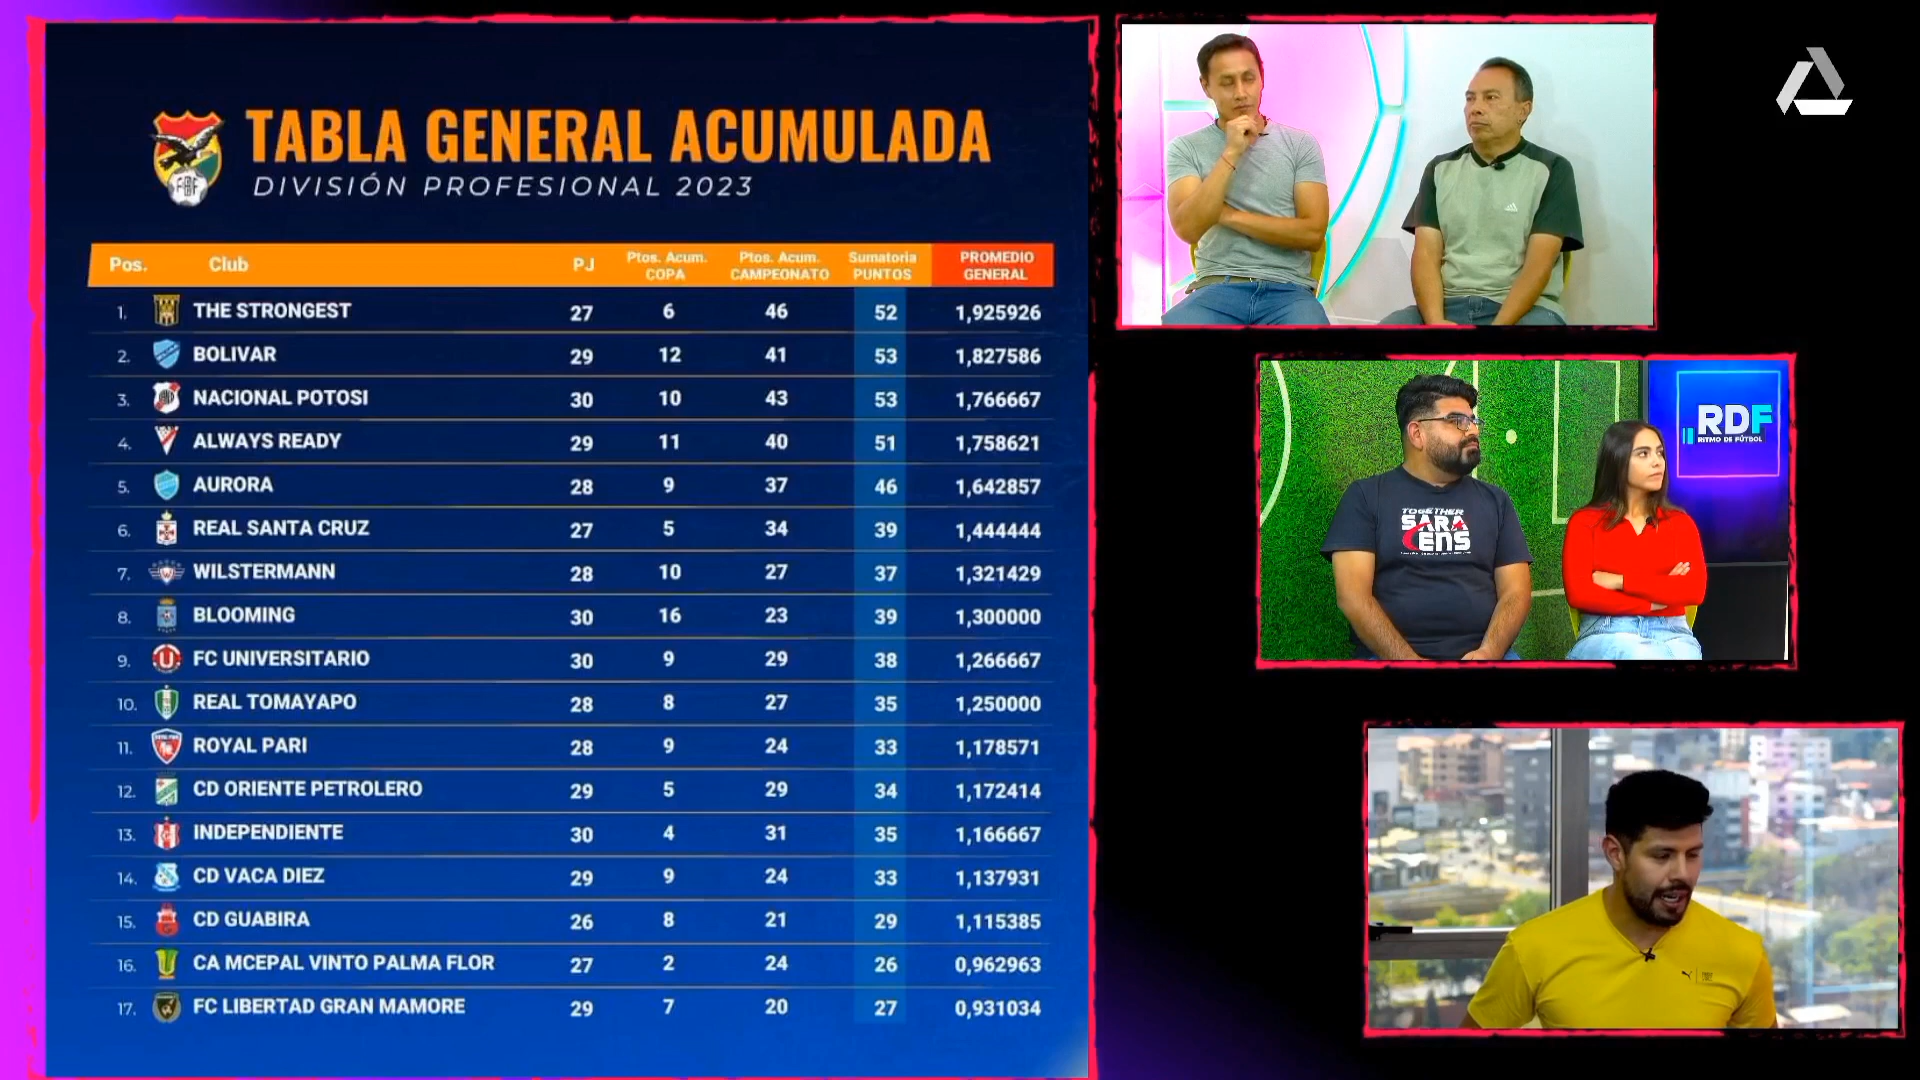 TABLA GENERAL ACUMULADA
DIVISIÓN PROFESIONAL 2023
Pos. Club PJ Ptos. Acum. COPA Ptos. Acum. CAMPEONATO Sumatoria PUNTOS PROMEDIO GENERAL
1. THE STRONGEST 27 6 46 52 1,925926
2. BOLIVAR 29 12 41 53 1,827586
3. NACIONAL POTOSI 30 10 43 53 1,766667
4. ALWAYS READY 29 11 40 51 1,758621
5. AURORA 28 9 37 46 1,642857
6. REAL SANTA CRUZ 27 5 34 39 1,444444
7. WILSTERMANN 28 10 27 37 1,321429
8. BLOOMING 30 16 23 39 1,300000
9. FC UNIVERSITARIO 30 9 29 38 1,266667
10. REAL TOMAYAPO 28 8 27 35 1,250000
11. ROYAL PARI 28 9 24 33 1,178571
12. CD ORIENTE PETROLERO 29 5 29 34 1,172414
13. INDEPENDIENTE 30 4 31 35 1,166667
14. CD VACA DIEZ 29 9 24 33 1,137931
15. CD GUABIRA 26 8 21 29 1,115385
16. CA MCEPAL VINTO PALMA FLOR 27 2 24 26 0,962963
17. FC LIBERTAD GRAN MAMORE 29 7 20 27 0,931034
RDF
RITMO DE FÚTBOL
TOGETHER
SARA
CENS